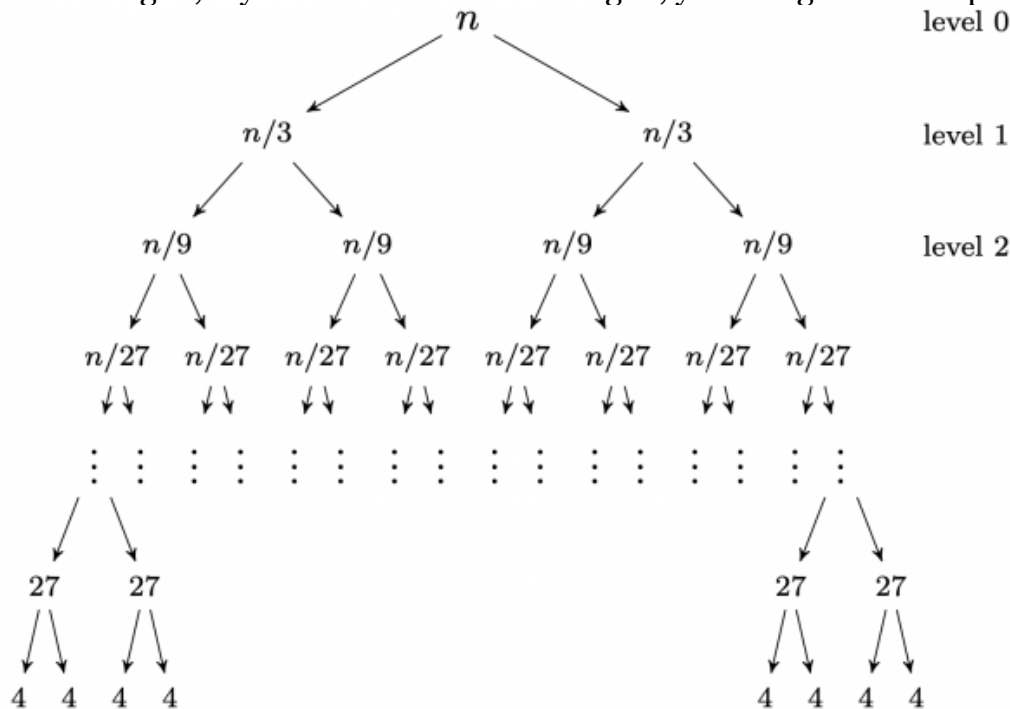 n level 0
n/3 n/3 level 1
n/9 n/9 n/9 n/9 level 2
n/27 n/27 n/27 n/27 n/27 n/27 n/27 n/27
⋮ ⋮ ⋮ ⋮ ⋮ ⋮ ⋮ ⋮ ⋮ ⋮ ⋮ ⋮ ⋮ ⋮ ⋮ ⋮
27 27 27 27
4 4 4 4 4 4 4 4